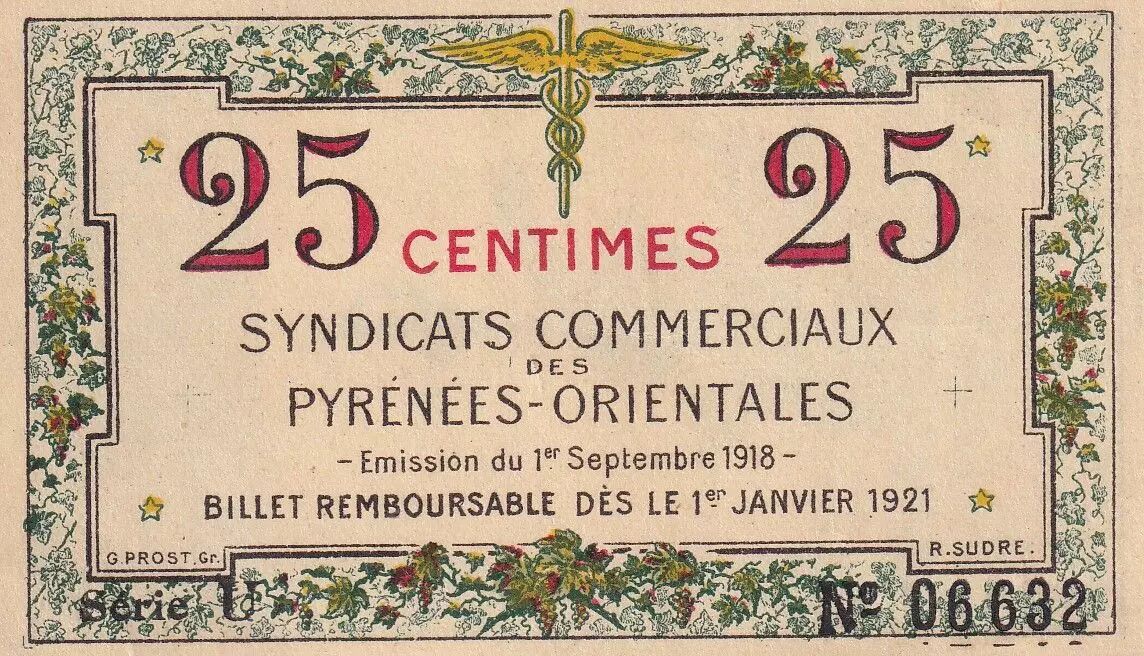 25 25
CENTIMES
SYNDICATS COMMERCIAUX
DES
PYRÉNÉES-ORIENTALES
- Emission du 1er Septembre 1918 -
BILLET REMBOURSABLE DÈS LE 1er JANVIER 1921
G. PROST. Gr. R. SUDRE.
Série U Nº 06632